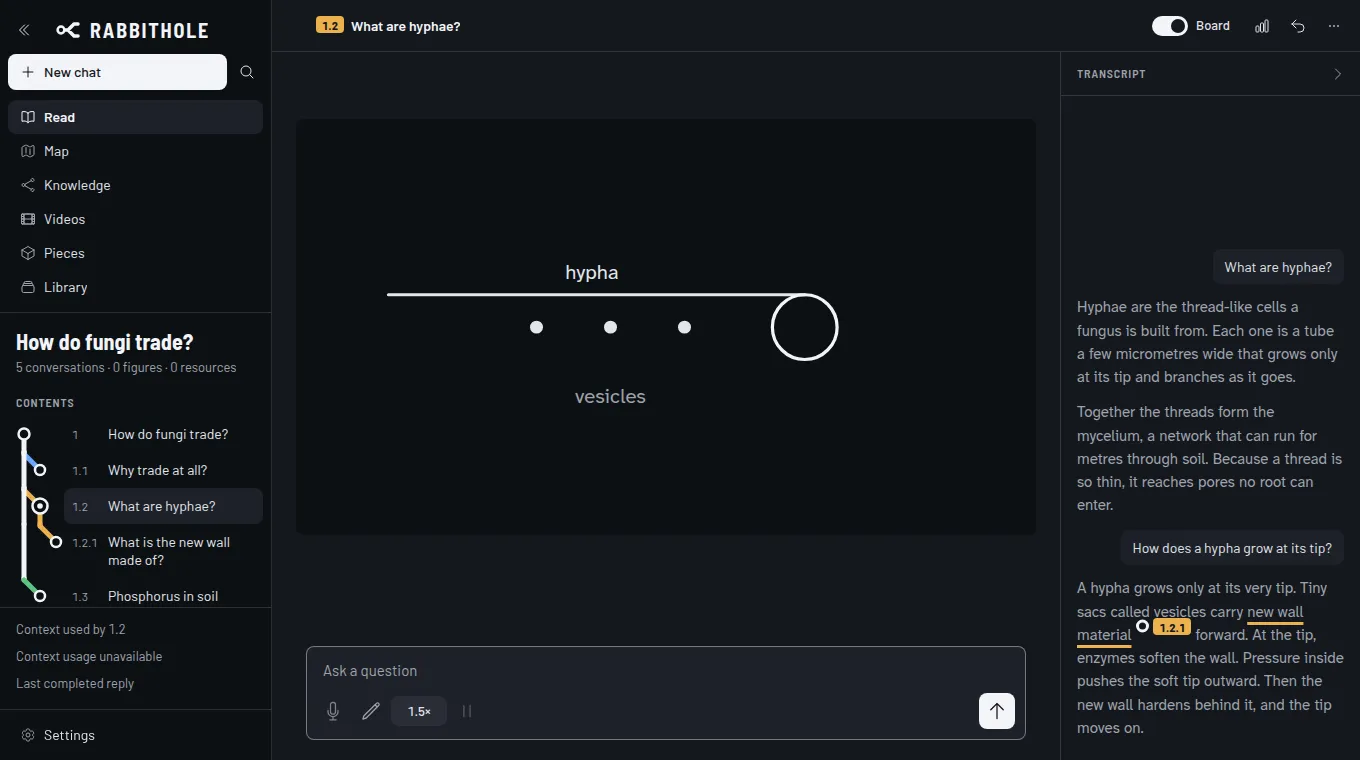 RABBITHOLE
New chat
Read
Map
Knowledge
Videos
Pieces
Library
How do fungi trade?
5 conversations · 0 figures · 0 resources
CONTENTS
1 How do fungi trade?
1.1 Why trade at all?
1.2 What are hyphae?
1.2.1 What is the new wall
made of?
1.3 Phosphorus in soil
Context used by 1.2
Context usage unavailable
Last completed reply
Settings
1.2 What are hyphae?
Board
hypha
vesicles
Ask a question
1.5×
TRANSCRIPT
What are hyphae?
Hyphae are the thread-like cells a
fungus is built from. Each one is a tube
a few micrometres wide that grows only
at its tip and branches as it goes.
Together the threads form the
mycelium, a network that can run for
metres through soil. Because a thread is
so thin, it reaches pores no root can
enter.
How does a hypha grow at its tip?
A hypha grows only at its very tip. Tiny
sacs called vesicles carry new wall
material 1.2.1 forward. At the tip,
enzymes soften the wall. Pressure inside
pushes the soft tip outward. Then the
new wall hardens behind it, and the tip
moves on.